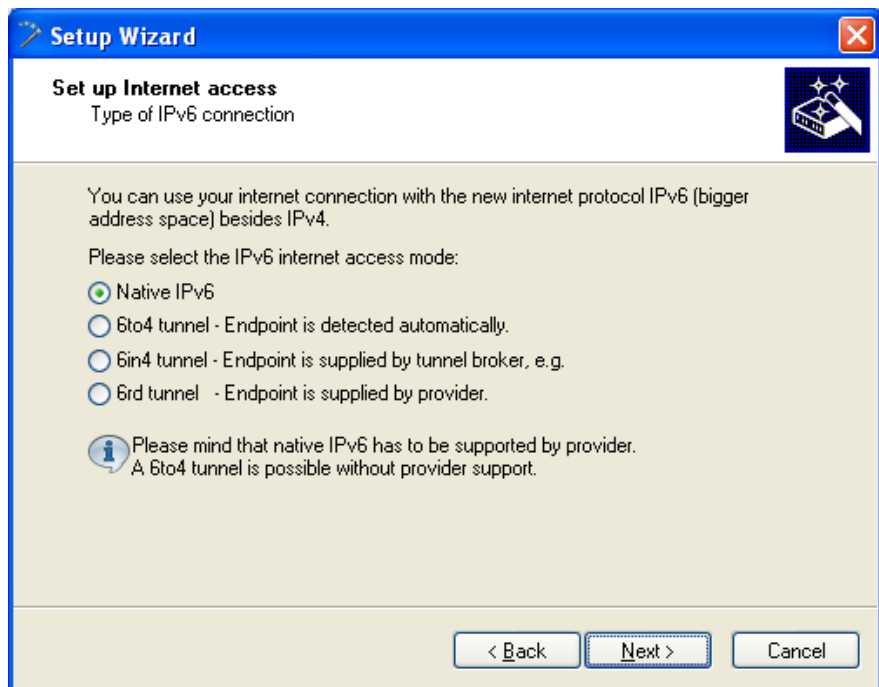 Setup Wizard
Set up Internet access
Type of IPv6 connection
You can use your internet connection with the new internet protocol IPv6 (bigger
address space) besides IPv4.
Please select the IPv6 internet access mode:
Native IPv6
6to4 tunnel - Endpoint is detected automatically.
6in4 tunnel - Endpoint is supplied by tunnel broker, e.g.
6rd tunnel - Endpoint is supplied by provider.
Please mind that native IPv6 has to be supported by provider.
A 6to4 tunnel is possible without provider support.
< Back Next > Cancel